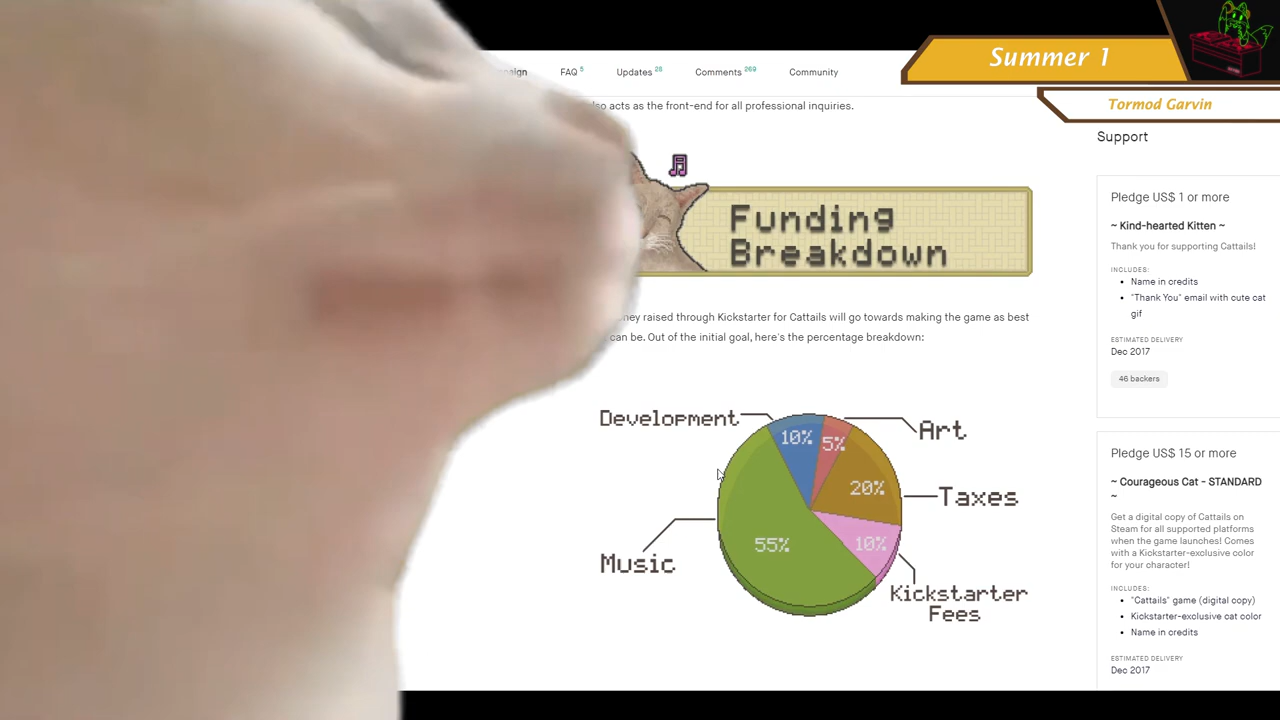 Summer 1
Tormod Garvin
FAQ 5
Updates 28
Comments 269
Community
acts as the front-end for all professional inquiries.
Support
Funding
Breakdown
raised through Kickstarter for Cattails will go towards making the game as best
can be. Out of the initial goal, here's the percentage breakdown:
Development
10%
5%
Art
20%
Taxes
55%
10%
Music
Kickstarter
Fees
Pledge US$ 1 or more
~ Kind-hearted Kitten ~
Thank you for supporting Cattails!
INCLUDES:
• Name in credits
• "Thank You" email with cute cat
gif
ESTIMATED DELIVERY
Dec 2017
46 backers
Pledge US$ 15 or more
~ Courageous Cat - STANDARD
~
Get a digital copy of Cattails on
Steam for all supported platforms
when the game launches! Comes
with a Kickstarter-exclusive color
for your character!
INCLUDES:
• "Cattails" game (digital copy)
• Kickstarter-exclusive cat color
• Name in credits
ESTIMATED DELIVERY
Dec 2017